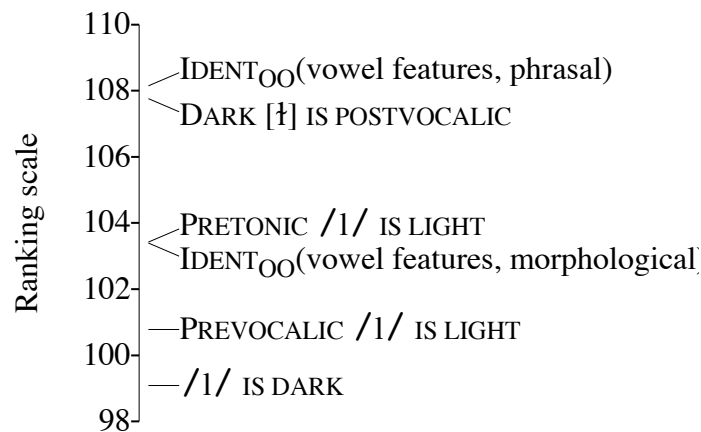 110
IDENTOO(vowel features, phrasal)
108
DARK [ɫ] IS POSTVOCALIC
106
Ranking scale
104
PRETONIC /l/ IS LIGHT
IDENTOO(vowel features, morphological)
102
PREVOCALIC /l/ IS LIGHT
100
/l/ IS DARK
98